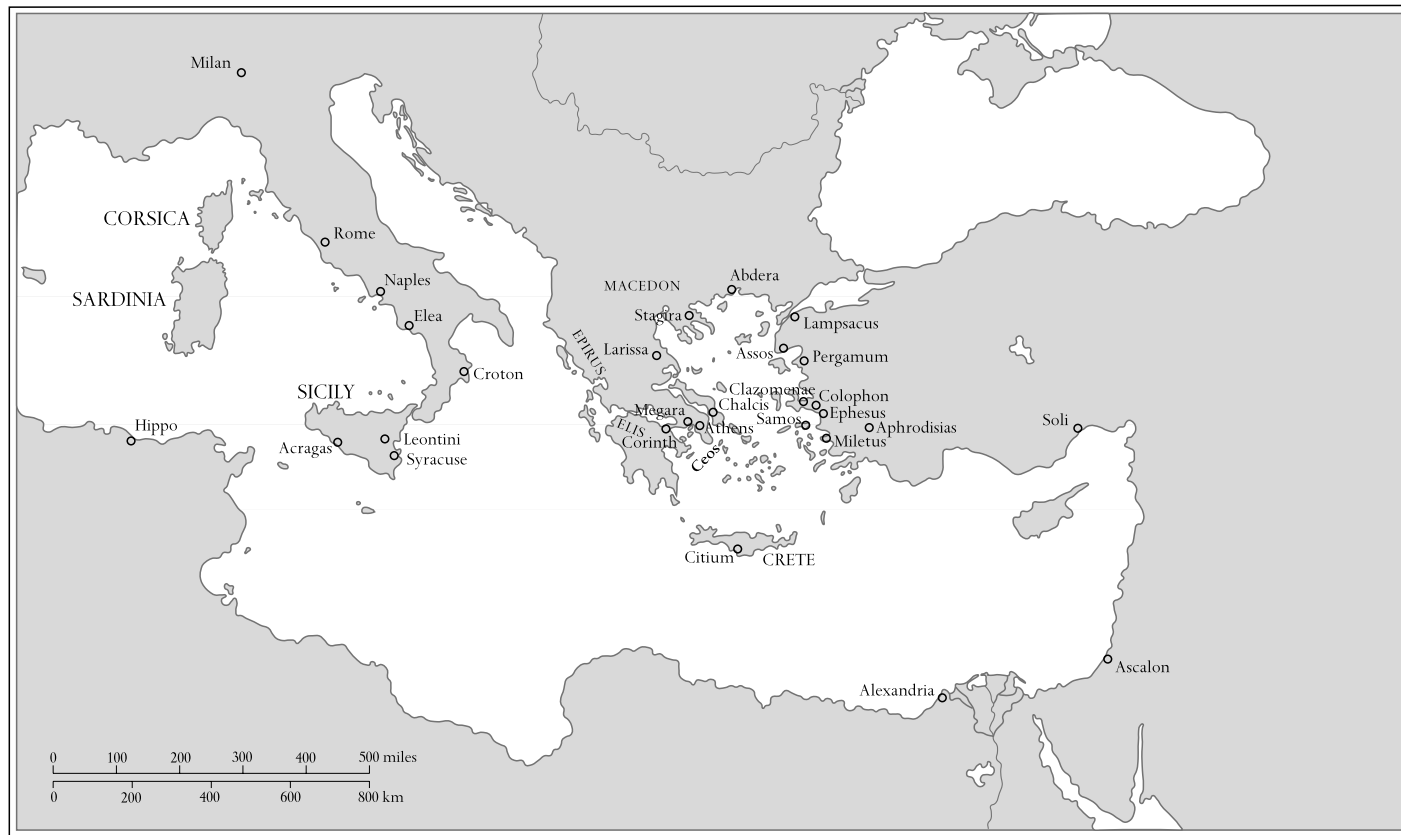 Milan
CORSICA
Rome
Naples
SARDINIA
Elea
Croton
SICILY
Hippo
Acragas
Leontini
Syracuse
MACEDON
Abdera
Stagira
Lampsacus
EPIRUS
Larissa
Assos
Pergamum
Clazomenae
Colophon
Chalcis
Megara
Ephesus
ELIS
Athens
Samos
Aphrodisias
Soli
Corinth
Miletus
Ceos
Citium
CRETE
Ascalon
Alexandria
0 100 200 300 400 500 miles
0 200 400 600 800 km